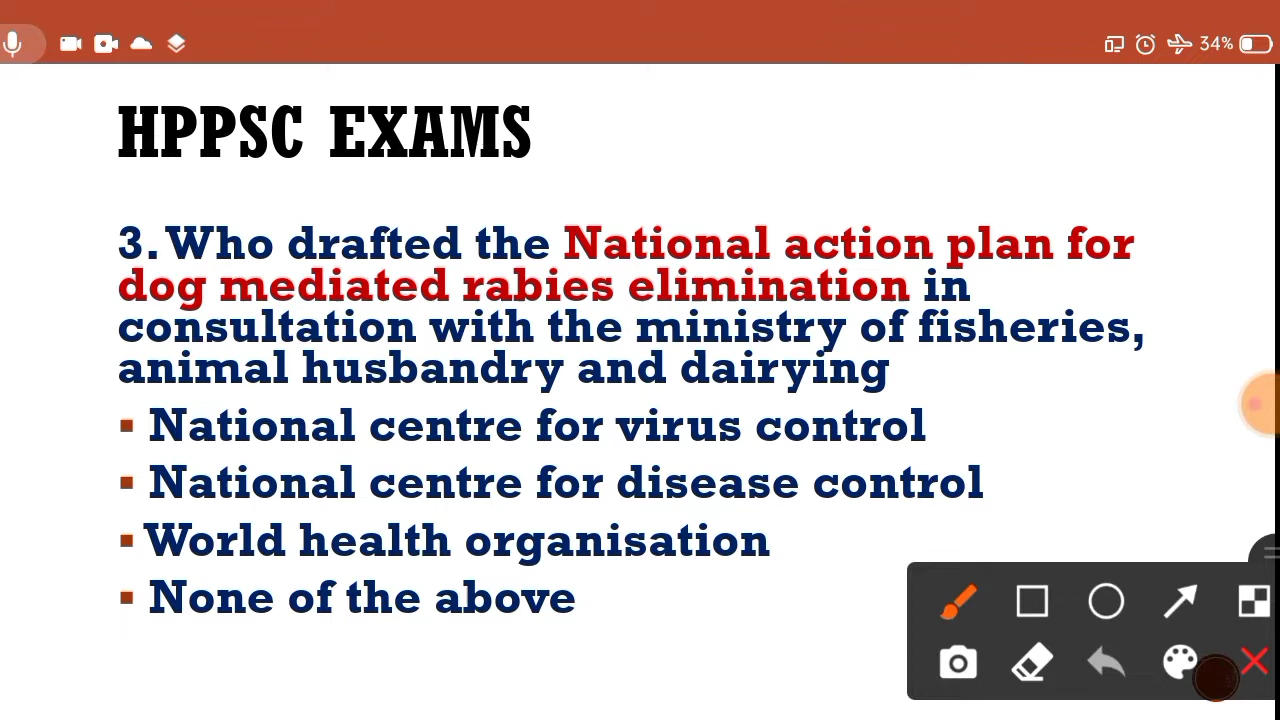 34%
HPPSC EXAMS
3. Who drafted the National action plan for
dog mediated rabies elimination in
consultation with the ministry of fisheries,
animal husbandry and dairying
▪ National centre for virus control
▪ National centre for disease control
▪ World health organisation
▪ None of the above